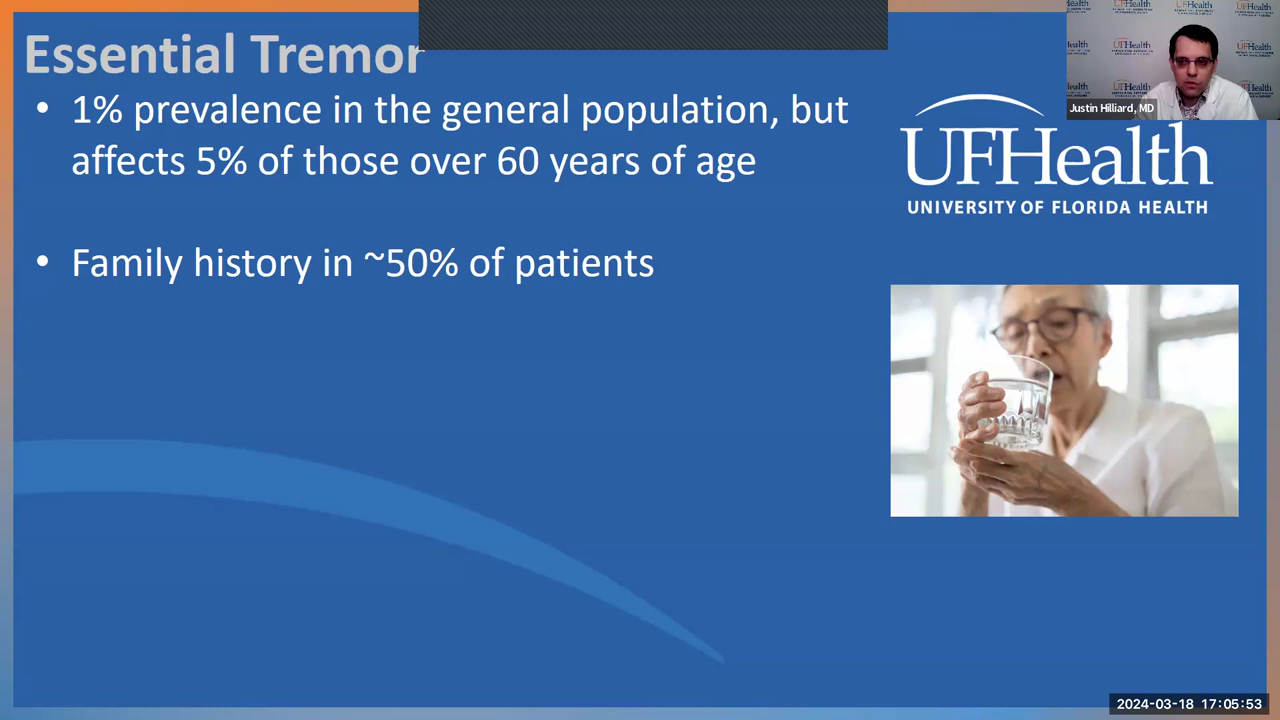 Essential Tremor
• 1% prevalence in the general population, but
affects 5% of those over 60 years of age
• Family history in ~50% of patients
UFHealth
UNIVERSITY OF FLORIDA HEALTH
Justin Hilliard, MD
UFHealth
UFHealth
2024-03-18 17:05:53